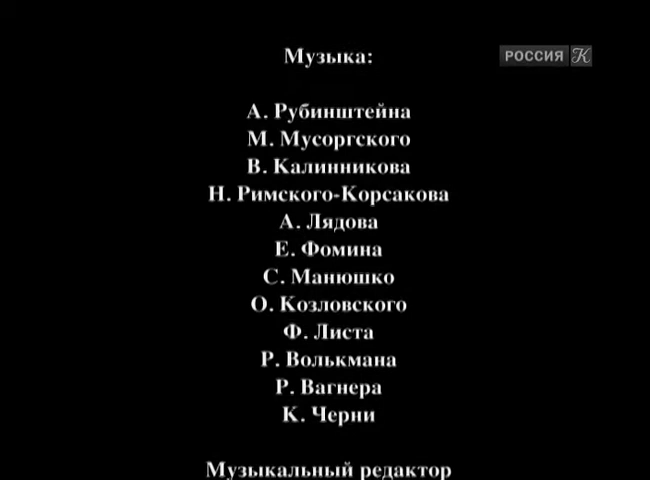 Музыка:
РОССИЯ К
А. Рубинштейна
М. Мусоргского
В. Калинникова
Н. Римского-Корсакова
А. Лядова
Е. Фомина
С. Манюшко
О. Козловского
Ф. Листа
Р. Волькмана
Р. Вагнера
К. Черни
Музыкальный редактор